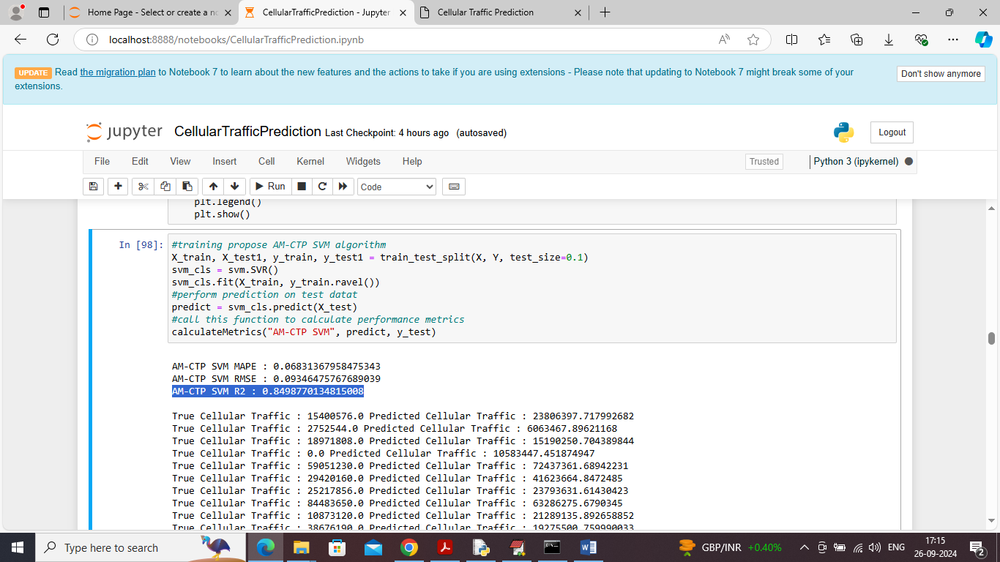 Home Page - Select or create a no
CellularTrafficPrediction - Jupyter
Cellular Traffic Prediction
localhost:8888/notebooks/CellularTrafficPrediction.ipynb
UPDATE Read the migration plan to Notebook 7 to learn about the new features and the actions to take if you are using extensions - Please note that updating to Notebook 7 might break some of your
extensions.
Don't show anymore
jupyter CellularTrafficPrediction Last Checkpoint: 4 hours ago (autosaved)
Logout
File Edit View Insert Cell Kernel Widgets Help
Trusted
Python 3 (ipykernel)
Run
Code
plt.legend()
plt.show()
In [98]:
#training propose AM-CTP SVM algorithm
X_train, X_test1, y_train, y_test1 = train_test_split(X, Y, test_size=0.1)
svm_cls = svm.SVR()
svm_cls.fit(X_train, y_train.ravel())
#perform prediction on test datat
predict = svm_cls.predict(X_test)
#call this function to calculate performance metrics
calculateMetrics("AM-CTP SVM", predict, y_test)
AM-CTP SVM MAPE : 0.06831367958475343
AM-CTP SVM RMSE : 0.09346475767689039
AM-CTP SVM R2 : 0.8498770134815008
True Cellular Traffic : 15400576.0 Predicted Cellular Traffic : 23806397.717992682
True Cellular Traffic : 2752544.0 Predicted Cellular Traffic : 6063467.89621168
True Cellular Traffic : 18971808.0 Predicted Cellular Traffic : 15190250.704389844
True Cellular Traffic : 0.0 Predicted Cellular Traffic : 10583447.451874947
True Cellular Traffic : 59051230.0 Predicted Cellular Traffic : 72437361.68942231
True Cellular Traffic : 29420160.0 Predicted Cellular Traffic : 41623664.8472485
True Cellular Traffic : 25217856.0 Predicted Cellular Traffic : 23793631.61430423
True Cellular Traffic : 84483650.0 Predicted Cellular Traffic : 63286275.6790345
True Cellular Traffic : 10873120.0 Predicted Cellular Traffic : 21289135.892658852
True Cellular Traffic : 38676190.0 Predicted Cellular Traffic : 19275500.759990033
Type here to search
GBP/INR +0.40%
ENG
17:15
26-09-2024
2